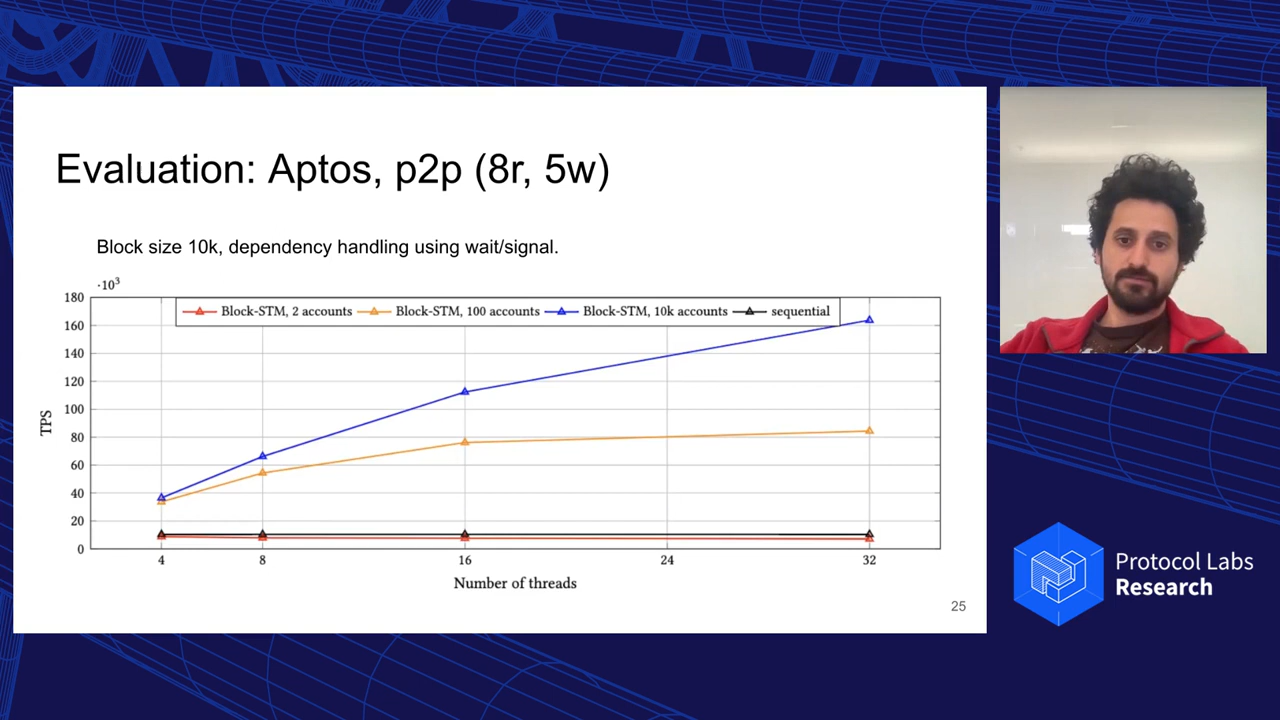 Evaluation: Aptos, p2p (8r, 5w)
Block size 10k, dependency handling using wait/signal.
·10³
180
160
140
120
100
80
60
40
20
0
TPS
Block-STM, 2 accounts Block-STM, 100 accounts Block-STM, 10k accounts sequential
4 8 16 24 32
Number of threads
25
Protocol Labs
Research